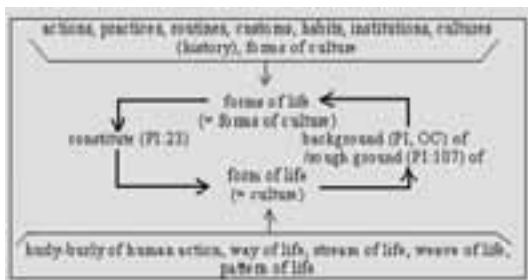 actions, practices, routines, customs, habits, institutions, cultures
(history), forms of culture
forms of life
(= forms of culture)
constitute (PI:23)
background (PI, OC) of
/rough ground (PI:107) of
form of life
(= culture)
hurly-burly of human action, way of life, stream of life, weave of life,
pattern of life